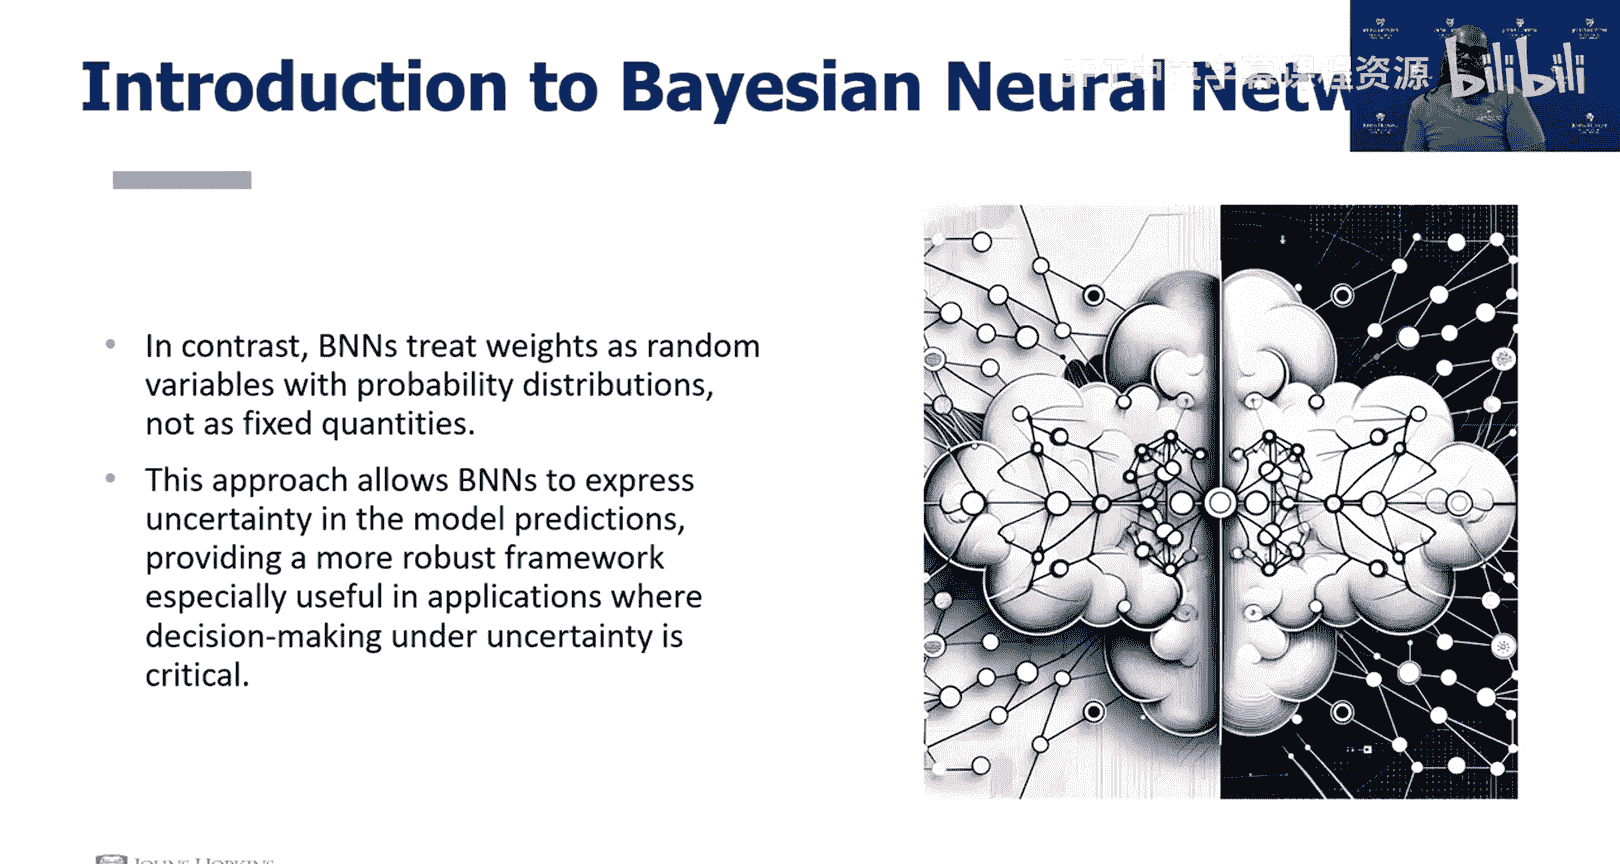 Introduction to Bayesian Neural Netw
bilibili
In contrast, BNNs treat weights as random
variables with probability distributions,
not as fixed quantities.
This approach allows BNNs to express
uncertainty in the model predictions,
providing a more robust framework
especially useful in applications where
decision-making under uncertainty is
critical.
JOHNS HOPKINS